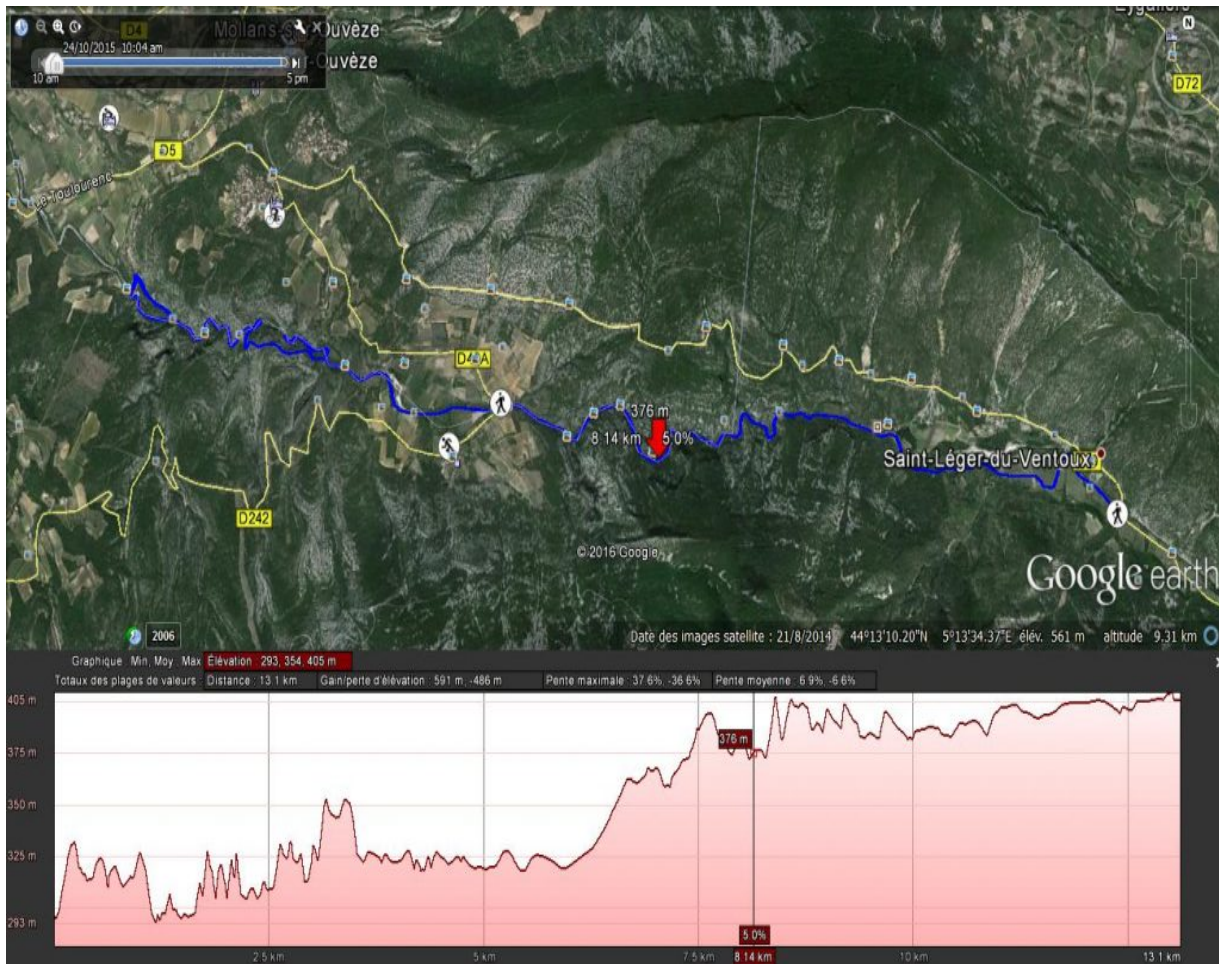 Mollans-sur-Ouvèze
Eygaliers
D4
N
24/10/2015 10:04 am
10 am
5 pm
D72
D5
Le Toulourenc
376 m
8.14 km
5.0%
Saint-Léger-du-Ventoux
D242
© 2016 Google
Google earth
2006
Date des images satellite : 21/8/2014 44°13'10.20"N 5°13'34.37"E élév. 561 m altitude 9.31 km
Graphique : Min, Moy, Max Élévation : 293, 354, 405 m
Totaux des plages de valeurs : Distance : 13.1 km Gain/perte d'élévation : 591 m, -486 m Pente maximale : 37.6%, -36.6% Pente moyenne : 6.9%, -6.6%
405 m
375 m
376 m
350 m
325 m
293 m
5.0%
2.5 km
5 km
7.5 km
8.14 km
10 km
13.1 km